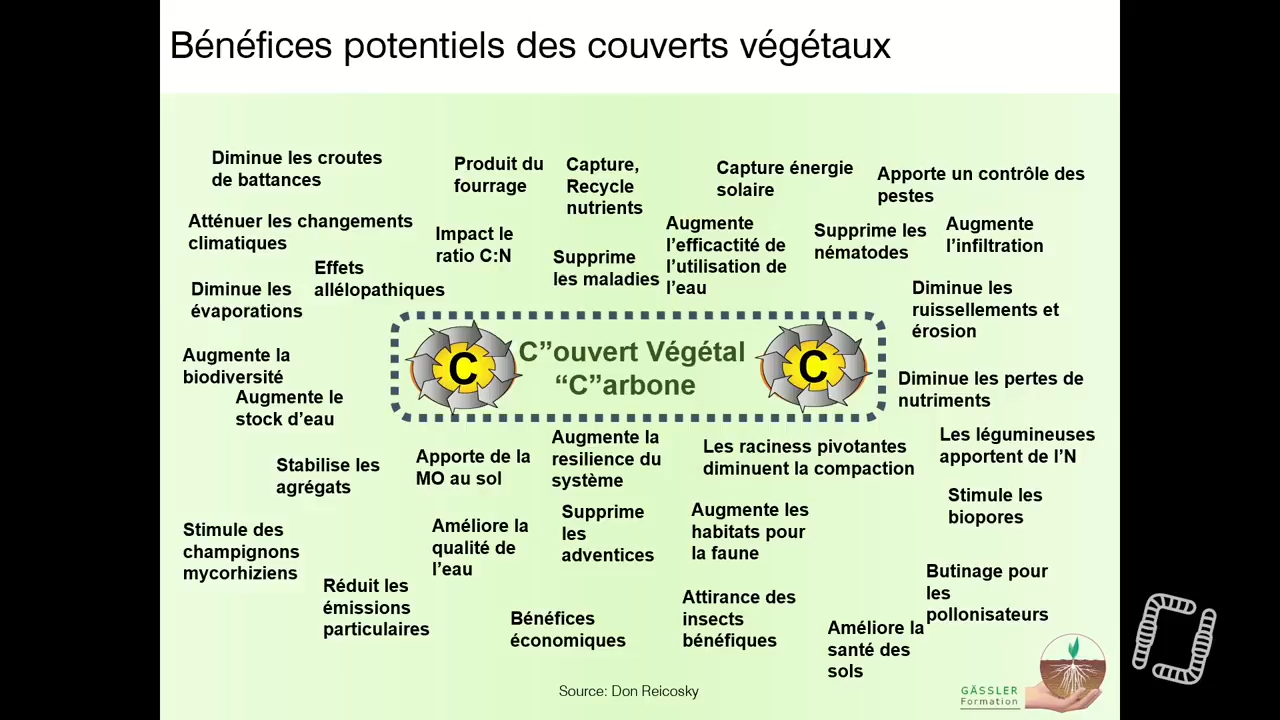 Bénéfices potentiels des couverts végétaux
Diminue les croutes
de battances
Produit du
fourrage
Capture,
Recycle
nutrients
Capture énergie
solaire
Apporte un contrôle des
pestes
Atténuer les changements
climatiques
Impact le
ratio C:N
Augmente
l’efficactité de
l’utilisation de
l’eau
Supprime les
nématodes
Augmente
l’infiltration
Effets
allélopathiques
Supprime
les maladies
Diminue les
évaporations
Diminue les
ruissellements et
érosion
C
C”ouvert Végétal
“C”arbone
C
Augmente la
biodiversité
Augmente le
stock d’eau
Diminue les pertes de
nutriments
Stabilise les
agrégats
Apporte de la
MO au sol
Augmente la
resilience du
système
Les raciness pivotantes
diminuent la compaction
Les légumineuses
apportent de l’N
Stimule les
biopores
Stimule des
champignons
mycorhiziens
Améliore la
qualité de
l’eau
Supprime
les
adventices
Augmente les
habitats pour
la faune
Réduit les
émissions
particulaires
Bénéfices
économiques
Attirance des
insects
bénéfiques
Améliore la
santé des
sols
Butinage pour
les
pollonisateurs
Source: Don Reicosky
GÄSSLER
Formation